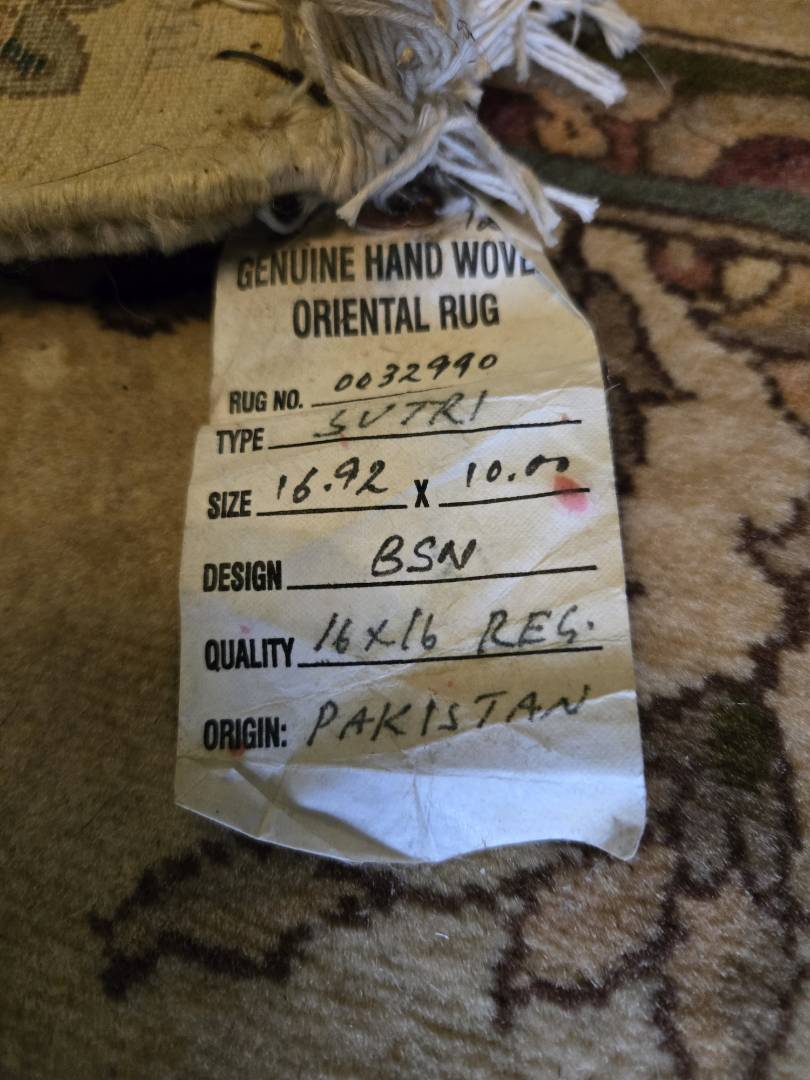 GENUINE HAND WOVE
ORIENTAL RUG
RUG NO. 0032990
TYPE SUTRI
SIZE 16.92 X 10.00
DESIGN BSN
QUALITY 16X16 REG.
ORIGIN: PAKISTAN